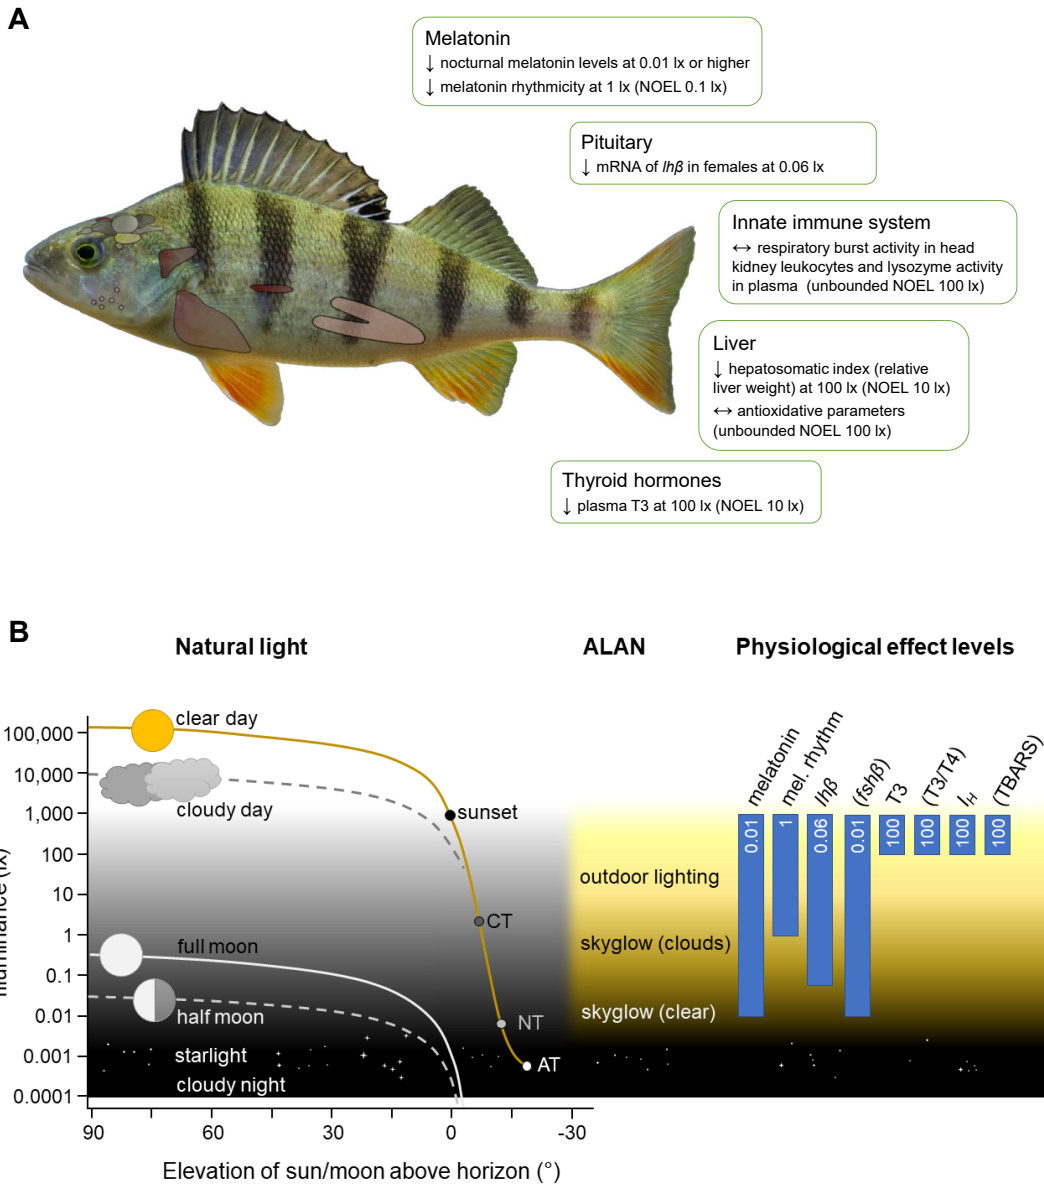 A
Melatonin
↓ nocturnal melatonin levels at 0.01 lx or higher
↓ melatonin rhythmicity at 1 lx (NOEL 0.1 lx)
Pituitary
↓ mRNA of lhβ in females at 0.06 lx
Innate immune system
↔ respiratory burst activity in head
kidney leukocytes and lysozyme activity
in plasma (unbounded NOEL 100 lx)
Liver
↓ hepatosomatic index (relative
liver weight) at 100 lx (NOEL 10 lx)
↔ antioxidative parameters
(unbounded NOEL 100 lx)
Thyroid hormones
↓ plasma T3 at 100 lx (NOEL 10 lx)
B
Natural light
ALAN
Physiological effect levels
clear day
cloudy day
sunset
CT
full moon
half moon
NT
starlight
AT
cloudy night
100,000
10,000
1,000
100
10
1
0.1
0.01
0.001
0.0001
90
60
30
0
-30
Elevation of sun/moon above horizon (°)
outdoor lighting
skyglow (clouds)
skyglow (clear)
melatonin
mel. rhythm
lhβ
(fshβ)
T3
(T3/T4)
I_H
(TBARS)
0.01
1
0.06
0.01
100
100
100
100